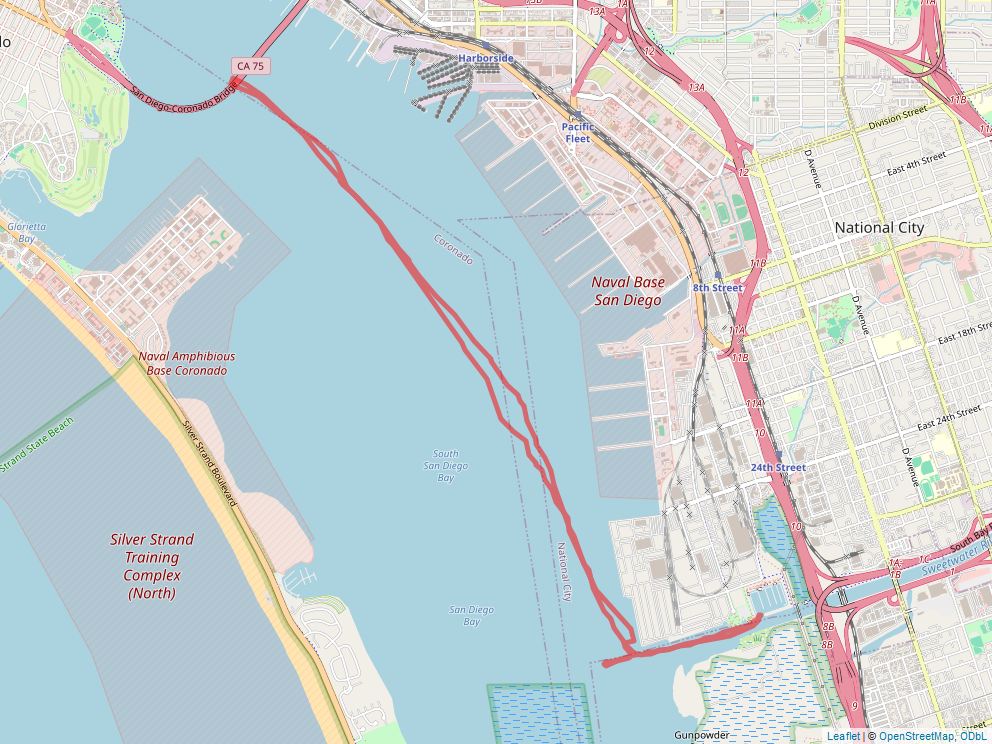 13B
1A
11A
13A
12
lo
CA 75
Harborside
13A
San Diego-Coronado Bridge
11B
Division Street
11A
Pacific
Fleet
12
D Avenue
East 4th Street
Glorietta
Bay
Coronado
National City
11B
Naval Base
San Diego
8th Street
D Avenue
11A
East 18th Street
11B
Naval Amphibious
Base Coronado
11A
East 24th Street
Strand State Beach
Silver Strand Boulevard
10
South
San Diego
Bay
24th Street
D Avenue
10
Silver Strand
Training
Complex
(North)
National City
South Bay
1C
1A
1B
1
Sweetwater
San Diego
Bay
8B
8B
9
Gunpowder
Leaflet | © OpenStreetMap, ODbL